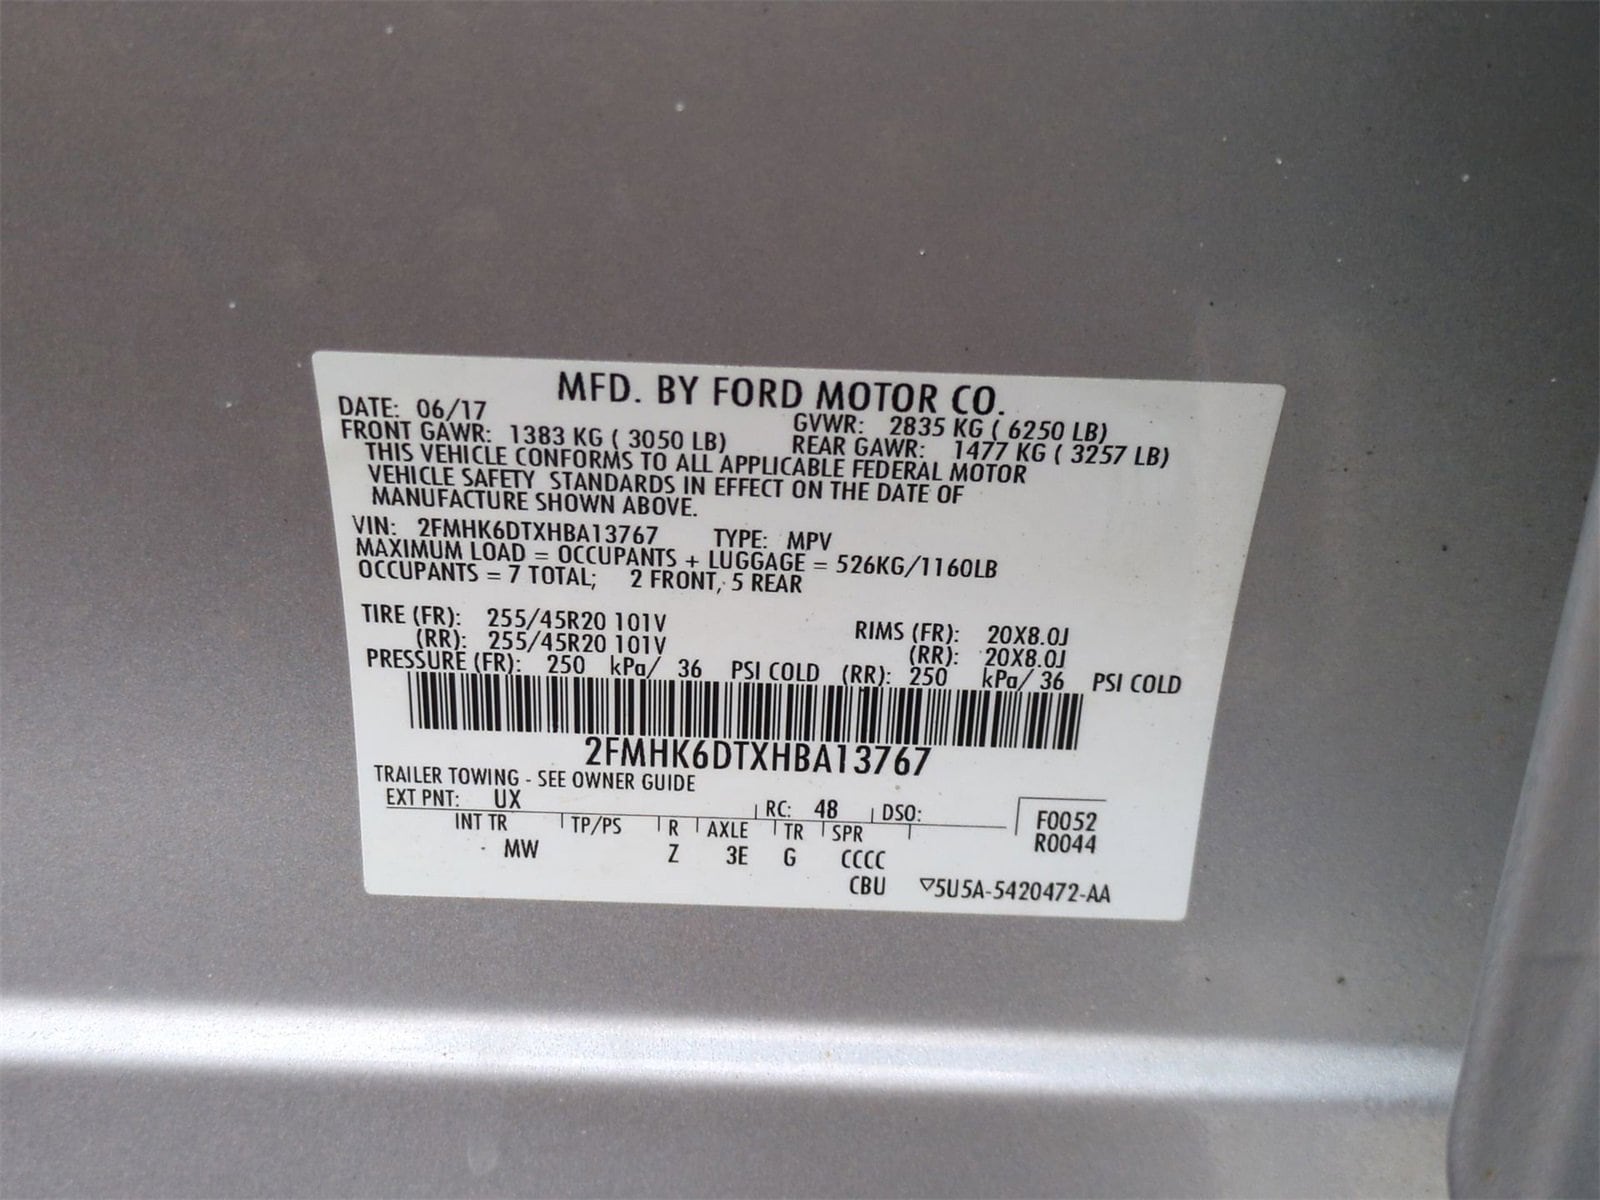 MFD. BY FORD MOTOR CO.
DATE: 06/17 GVWR: 2835 KG ( 6250 LB)
FRONT GAWR: 1383 KG ( 3050 LB) REAR GAWR: 1477 KG ( 3257 LB)
THIS VEHICLE CONFORMS TO ALL APPLICABLE FEDERAL MOTOR
VEHICLE SAFETY STANDARDS IN EFFECT ON THE DATE OF
MANUFACTURE SHOWN ABOVE.
VIN: 2FMHK6DTXHBA13767 TYPE: MPV
MAXIMUM LOAD = OCCUPANTS + LUGGAGE = 526KG/1160LB
OCCUPANTS = 7 TOTAL; 2 FRONT, 5 REAR
TIRE (FR): 255/45R20 101V RIMS (FR): 20X8.0J
(RR): 255/45R20 101V (RR): 20X8.0J
PRESSURE (FR): 250 kPa/ 36 PSI COLD (RR): 250 kPa/ 36 PSI COLD
2FMHK6DTXHBA13767
TRAILER TOWING - SEE OWNER GUIDE
EXT PNT: UX RC: 48 DSO: F0052
INT TR TP/PS R AXLE TR SPR R0044
MW Z 3E G CCCC
CBU ▽5U5A-5420472-AA